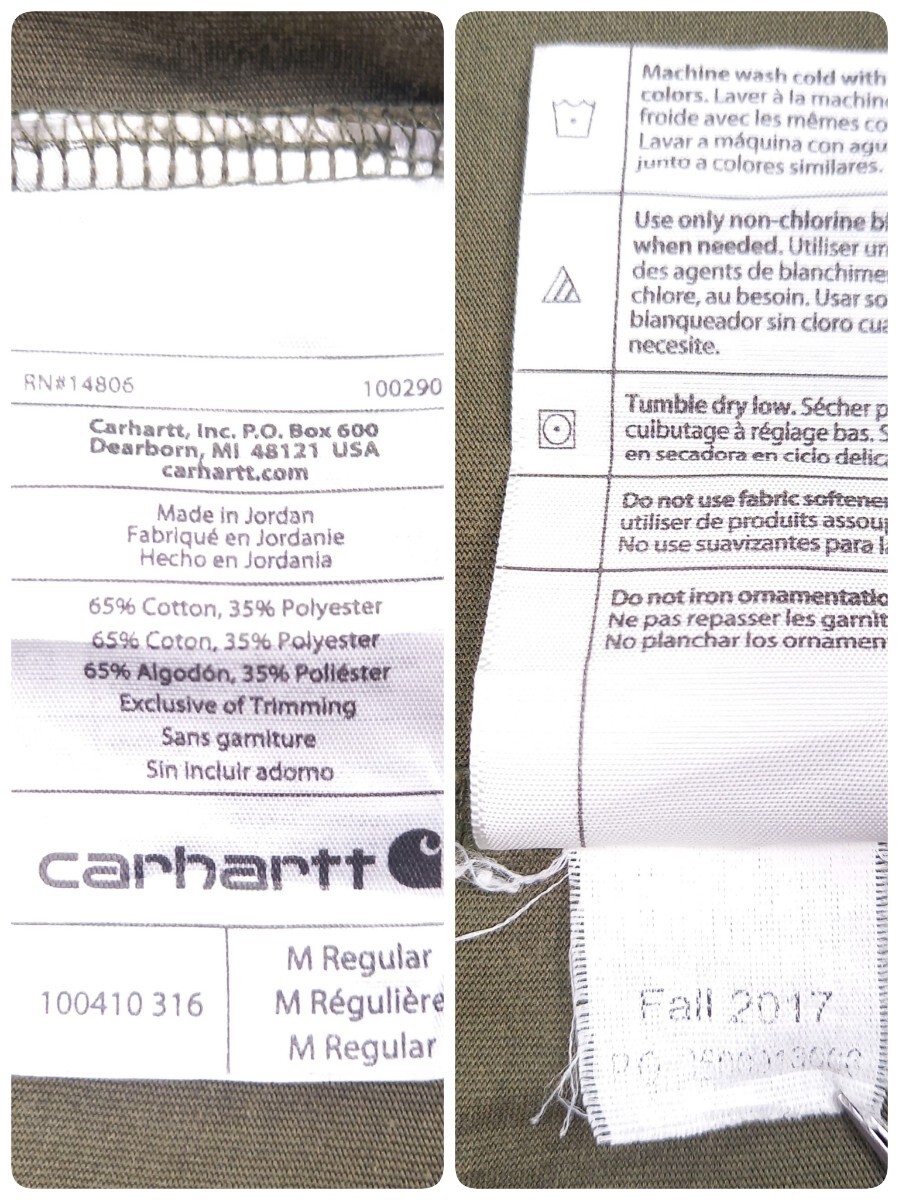 RN#14806 100290
Carhartt, Inc. P.O. Box 600
Dearborn, MI 48121 USA
carhartt.com
Made in Jordan
Fabriqué en Jordanie
Hecho en Jordania
65% Cotton, 35% Polyester
65% Coton, 35% Polyester
65% Algodón, 35% Poliéster
Exclusive of Trimming
Sans garniture
Sin incluir adorno
carhartt
100410 316
M Regular
M Régulière
M Regular
Machine wash cold with
colors. Laver à la machine
froide avec les mêmes co
Lavar a máquina con agu
junto a colores similares.
Use only non-chlorine bl
when needed. Utiliser un
des agents de blanchime
chlore, au besoin. Usar so
blanqueador sin cloro cua
necesite.
Tumble dry low. Sécher p
culbutage à réglage bas. S
en secadora en ciclo delic
Do not use fabric softener
utiliser de produits assou
No use suavizantes para l
Do not iron ornamentatio
Ne pas repasser les garnit
No planchar los ornamen
Fall 2017